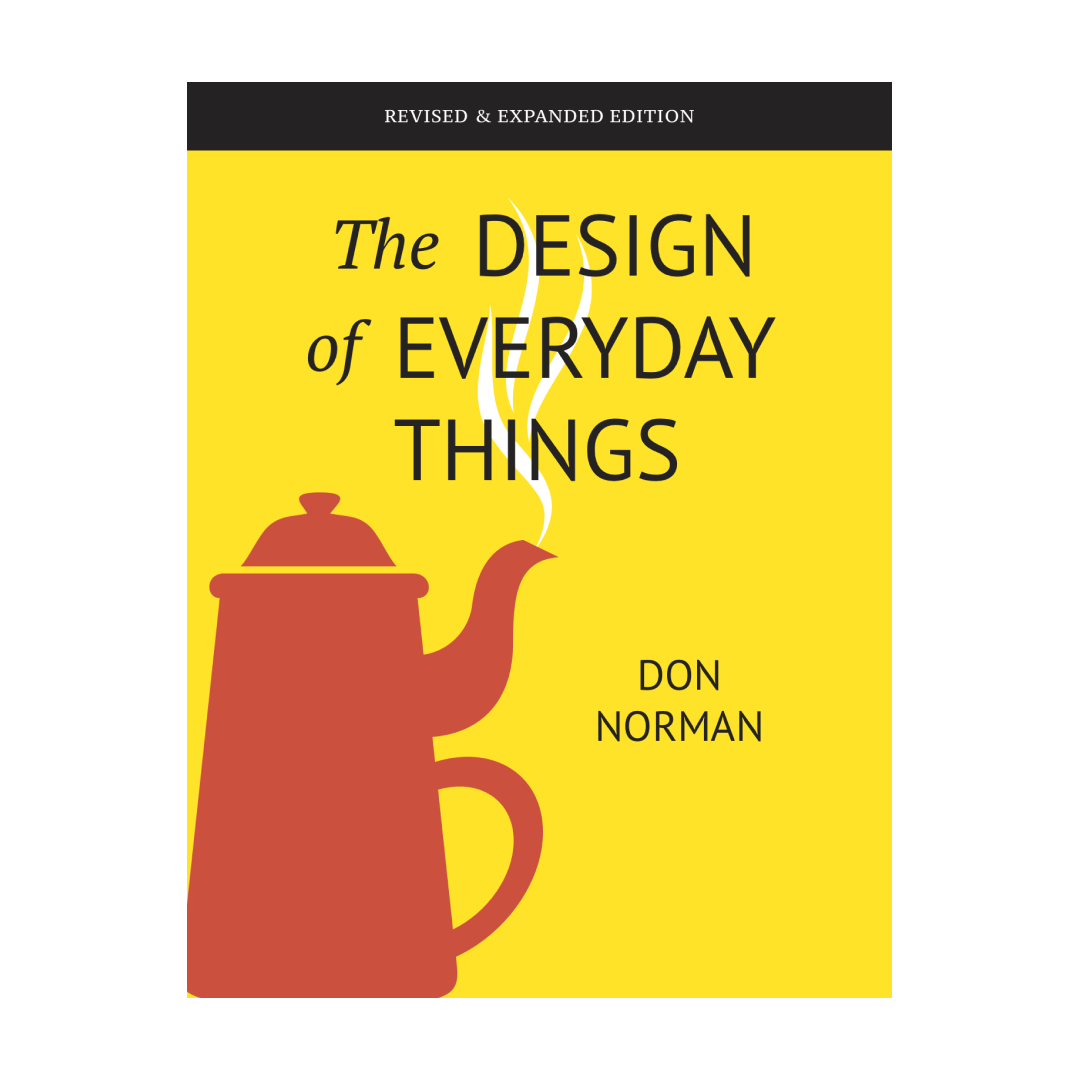 REVISED & EXPANDED EDITION
The DESIGN
of EVERYDAY
THINGS
DON
NORMAN